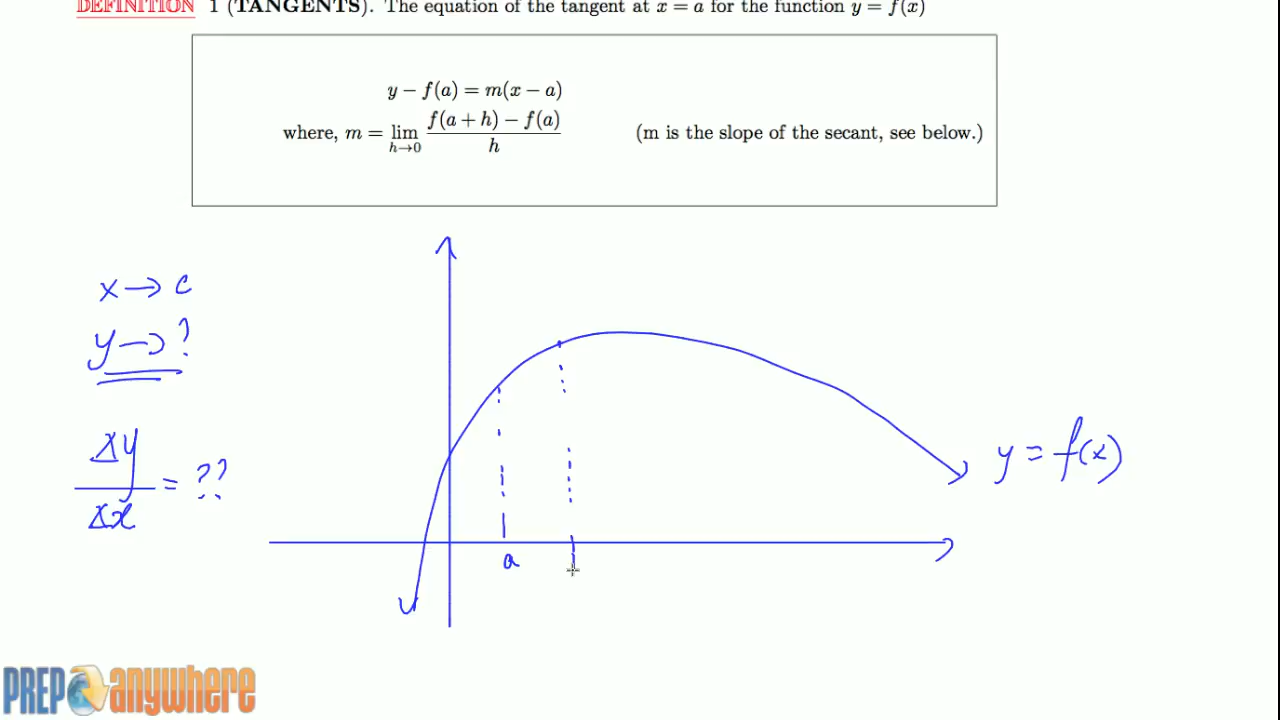 DEFINITION 1 (TANGENTS). The equation of the tangent at x = a for the function y = f(x)
y − f(a) = m(x − a)
where, m = lim h→0 f(a + h) − f(a) / h (m is the slope of the secant, see below.)
x → c
y → ?
Δy / Δx = ??
y = f(x)
a
PREP anywhere